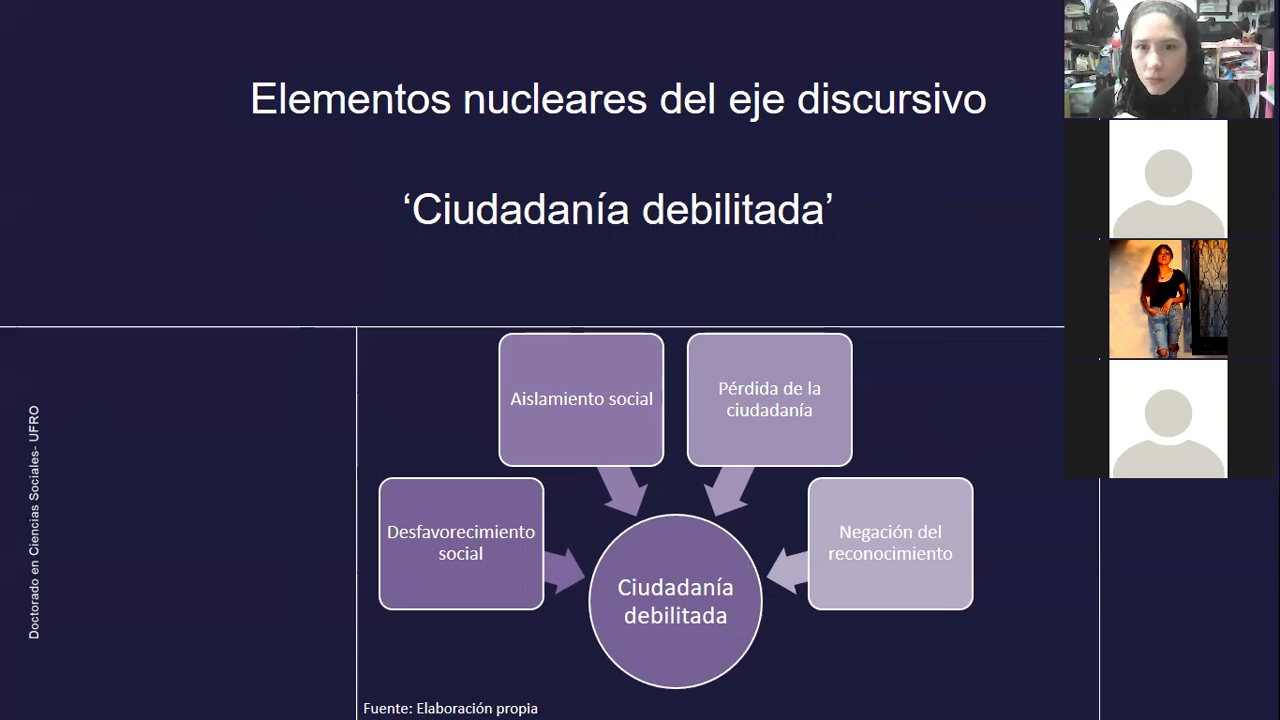 Elementos nucleares del eje discursivo
‘Ciudadanía debilitada’
Aislamiento social
Pérdida de la
ciudadanía
Desfavorecimiento
social
Negación del
reconocimiento
Ciudadanía
debilitada
Doctorado en Ciencias Sociales- UFRO
Fuente: Elaboración propia